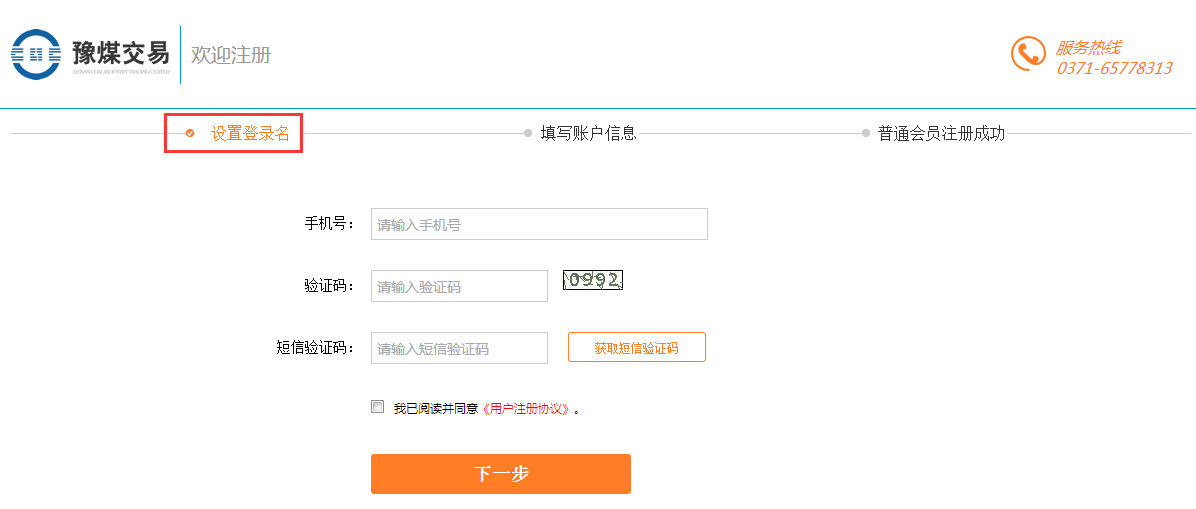 豫煤交易
HENAN COAL INDUSTRY TRADING CENTER
欢迎注册
服务热线
0371-65778313
设置登录名 填写账户信息 普通会员注册成功
手机号： 请输入手机号
验证码： 请输入验证码 0992
短信验证码： 请输入短信验证码 获取短信验证码
我已阅读并同意《用户注册协议》。
下一步